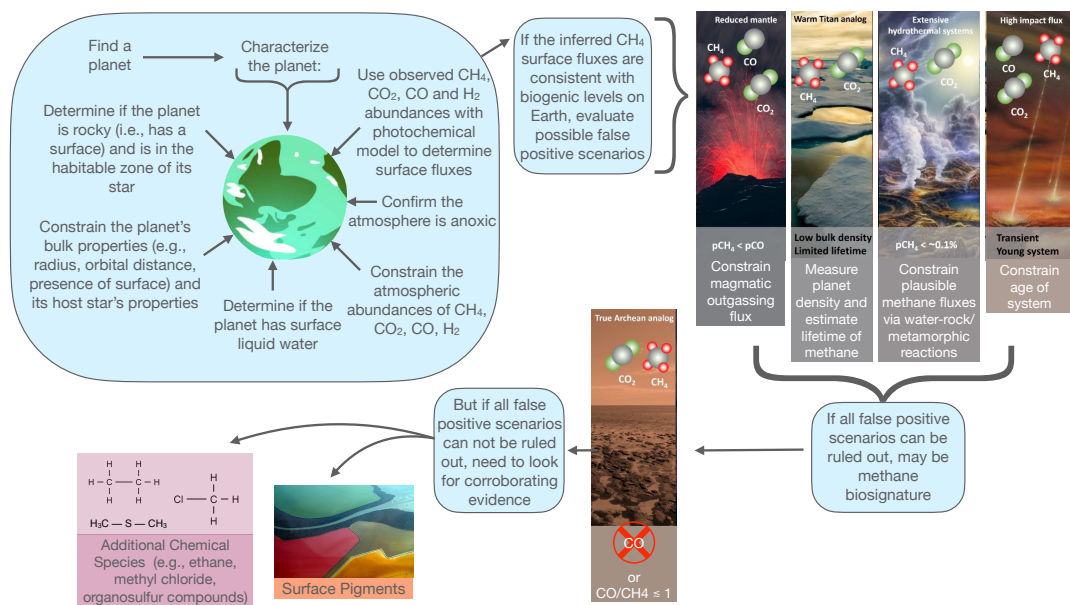 Find a
planet
Characterize
the planet:
Determine if the planet
is rocky (i.e., has a
surface) and is in the
habitable zone of its
star
Use observed CH₄,
CO₂, CO and H₂
abundances with
photochemical
model to determine
surface fluxes
Confirm the
atmosphere is anoxic
Constrain the planet’s
bulk properties (e.g.,
radius, orbital distance,
presence of surface) and
its host star’s properties
Determine if the
planet has surface
liquid water
Constrain the
atmospheric
abundances of CH₄,
CO₂, CO, H₂
If the inferred CH₄
surface fluxes are
consistent with
biogenic levels on
Earth, evaluate
possible false
positive scenarios
Reduced mantle
CH₄
CO
CO₂
pCH₄ < pCO
Constrain
magmatic
outgassing
flux
Warm Titan analog
CO₂
CH₄
Low bulk density
Limited lifetime
Measure
planet
density and
estimate
lifetime of
methane
Extensive
hydrothermal systems
CH₄
CO₂
pCH₄ < ~0.1%
Constrain
plausible
methane fluxes
via water-rock/
metamorphic
reactions
High impact flux
CO
CH₄
CO₂
Transient
Young system
Constrain
age of
system
If all false positive
scenarios can be
ruled out, may be
methane
biosignature
True Archean analog
CO₂
CH₄
CO
or
CO/CH4 ≤ 1
But if all false
positive scenarios
can not be ruled
out, need to look
for corroborating
evidence
H H
H – C — C – H
H H
H
Cl — C – H
H
H₃C — S — CH₃
Additional Chemical
Species (e.g., ethane,
methyl chloride,
organosulfur compounds)
Surface Pigments